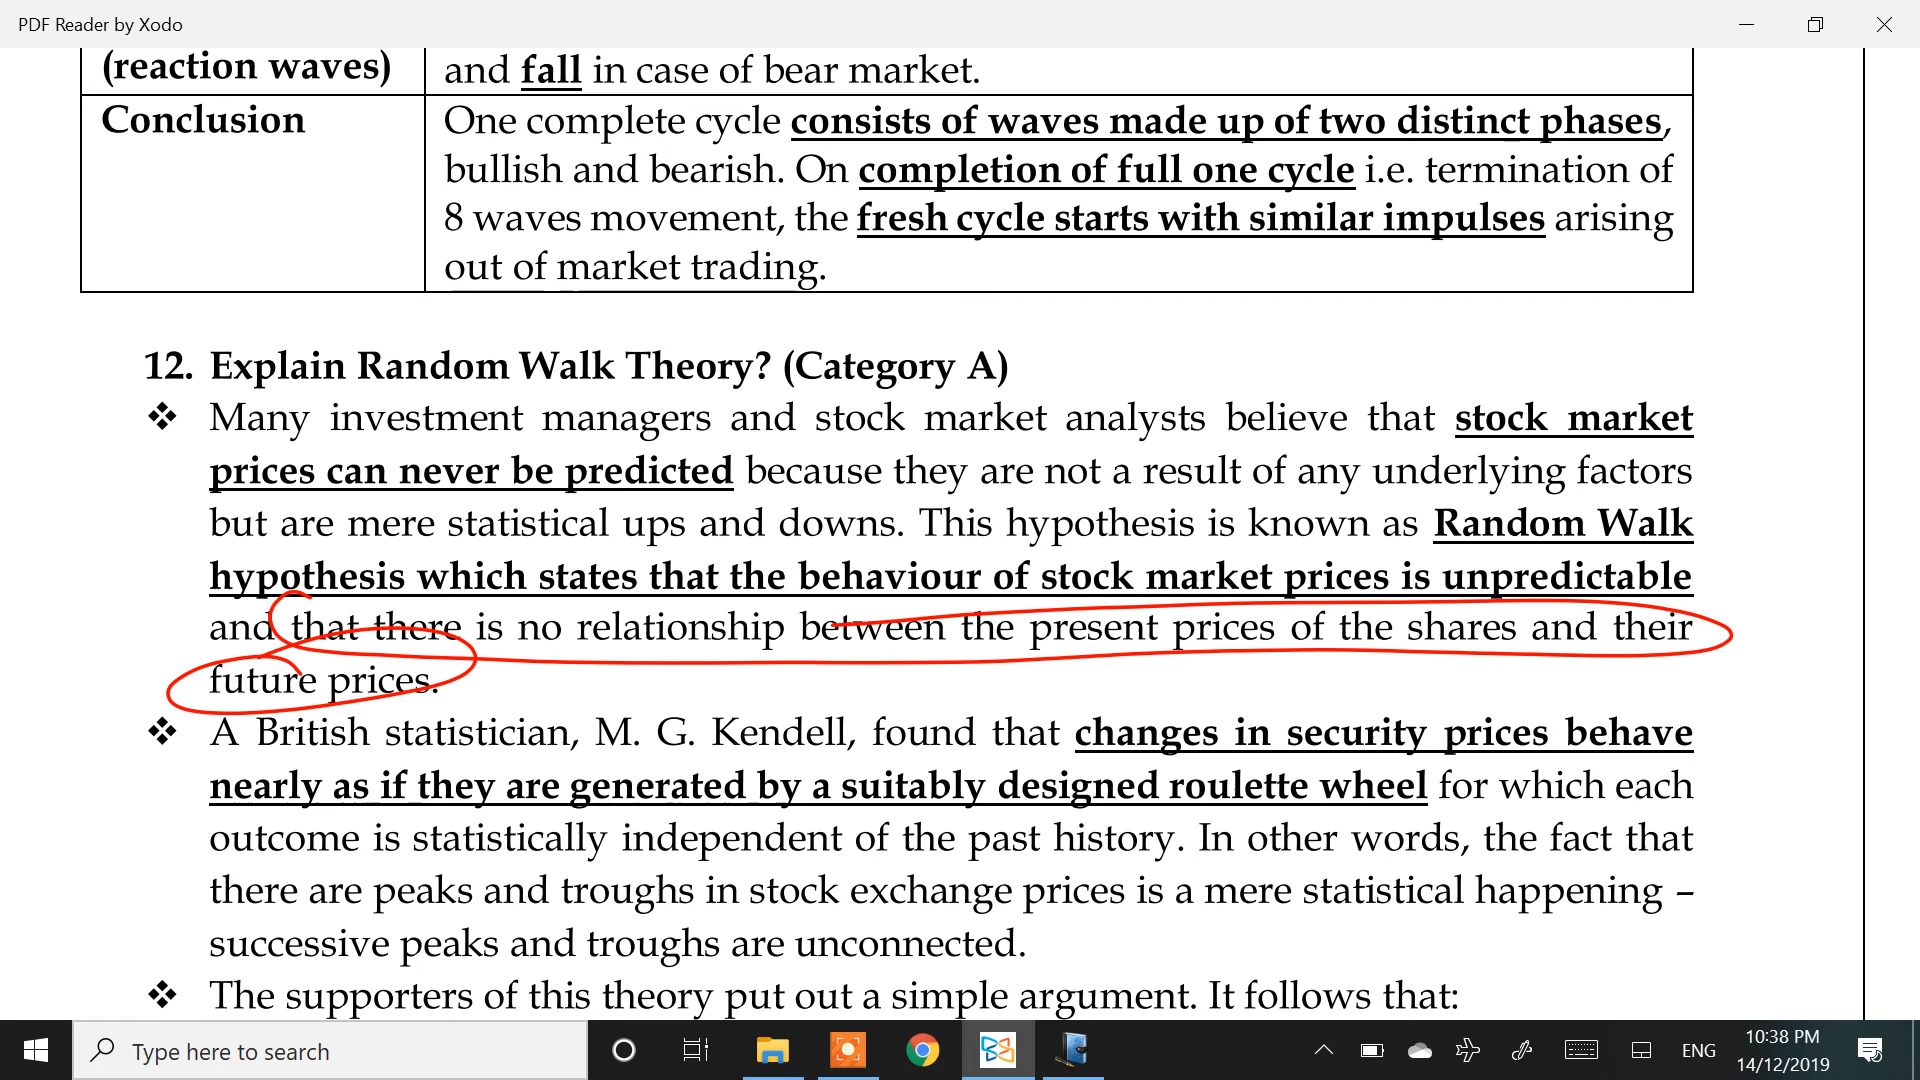 PDF Reader by Xodo
(reaction waves)
and fall in case of bear market.
Conclusion
One complete cycle consists of waves made up of two distinct phases,
bullish and bearish. On completion of full one cycle i.e. termination of
8 waves movement, the fresh cycle starts with similar impulses arising
out of market trading.
12. Explain Random Walk Theory? (Category A)
❖ Many investment managers and stock market analysts believe that stock market
prices can never be predicted because they are not a result of any underlying factors
but are mere statistical ups and downs. This hypothesis is known as Random Walk
hypothesis which states that the behaviour of stock market prices is unpredictable
and that there is no relationship between the present prices of the shares and their
future prices.
❖ A British statistician, M. G. Kendell, found that changes in security prices behave
nearly as if they are generated by a suitably designed roulette wheel for which each
outcome is statistically independent of the past history. In other words, the fact that
there are peaks and troughs in stock exchange prices is a mere statistical happening –
successive peaks and troughs are unconnected.
❖ The supporters of this theory put out a simple argument. It follows that:
Type here to search
ENG
10:38 PM
14/12/2019